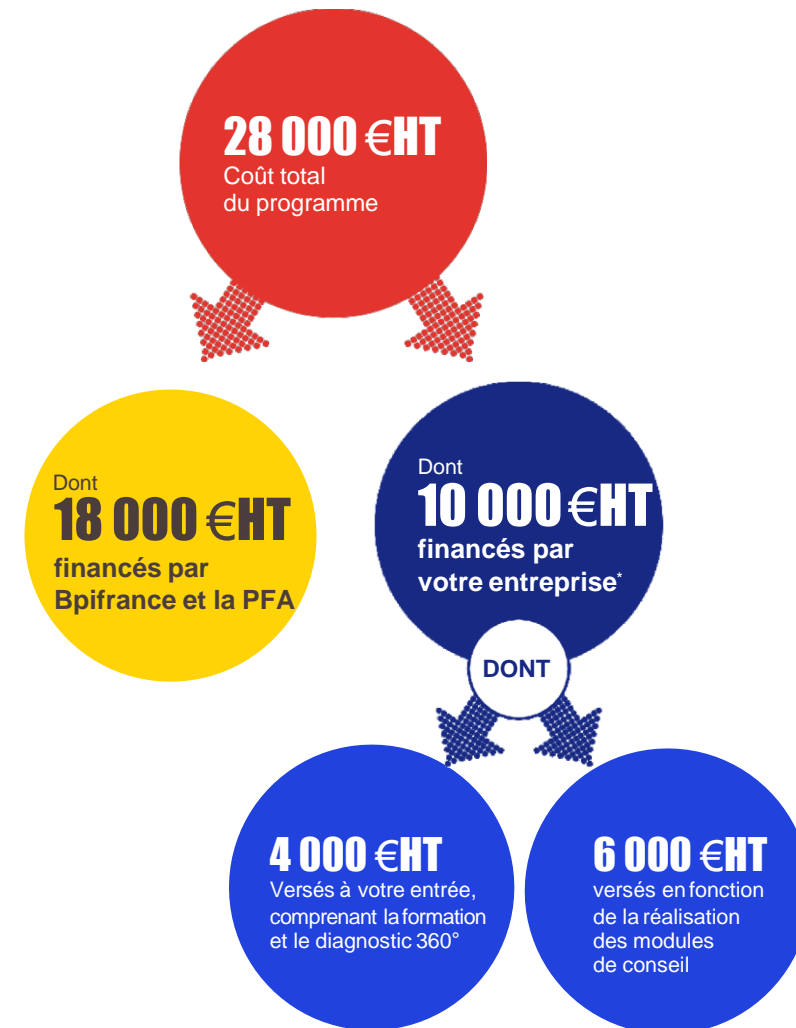 28 000 €HT
Coût total
du programme
Dont
18 000 €HT
financés par
Bpifrance et la PFA
Dont
10 000 €HT
financés par
votre entreprise*
DONT
4 000 €HT
Versés à votre entrée,
comprenant la formation
et le diagnostic 360°
6 000 €HT
versés en fonction
de la réalisation
des modules
de conseil